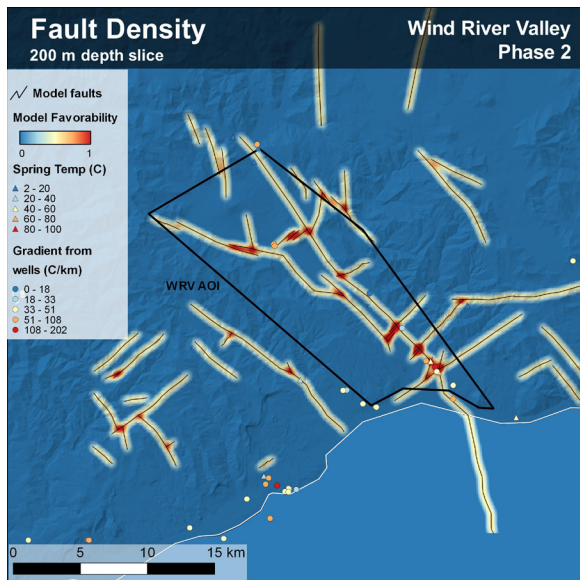 Fault Density
200 m depth slice
Wind River Valley
Phase 2
Model faults
Model Favorability
0 1
Spring Temp (C)
2 - 20
20 - 40
40 - 60
60 - 80
80 - 100
Gradient from
wells (C/km)
0 - 18
18 - 33
33 - 51
51 - 108
108 - 202
WRV AOI
0 5 10 15 km